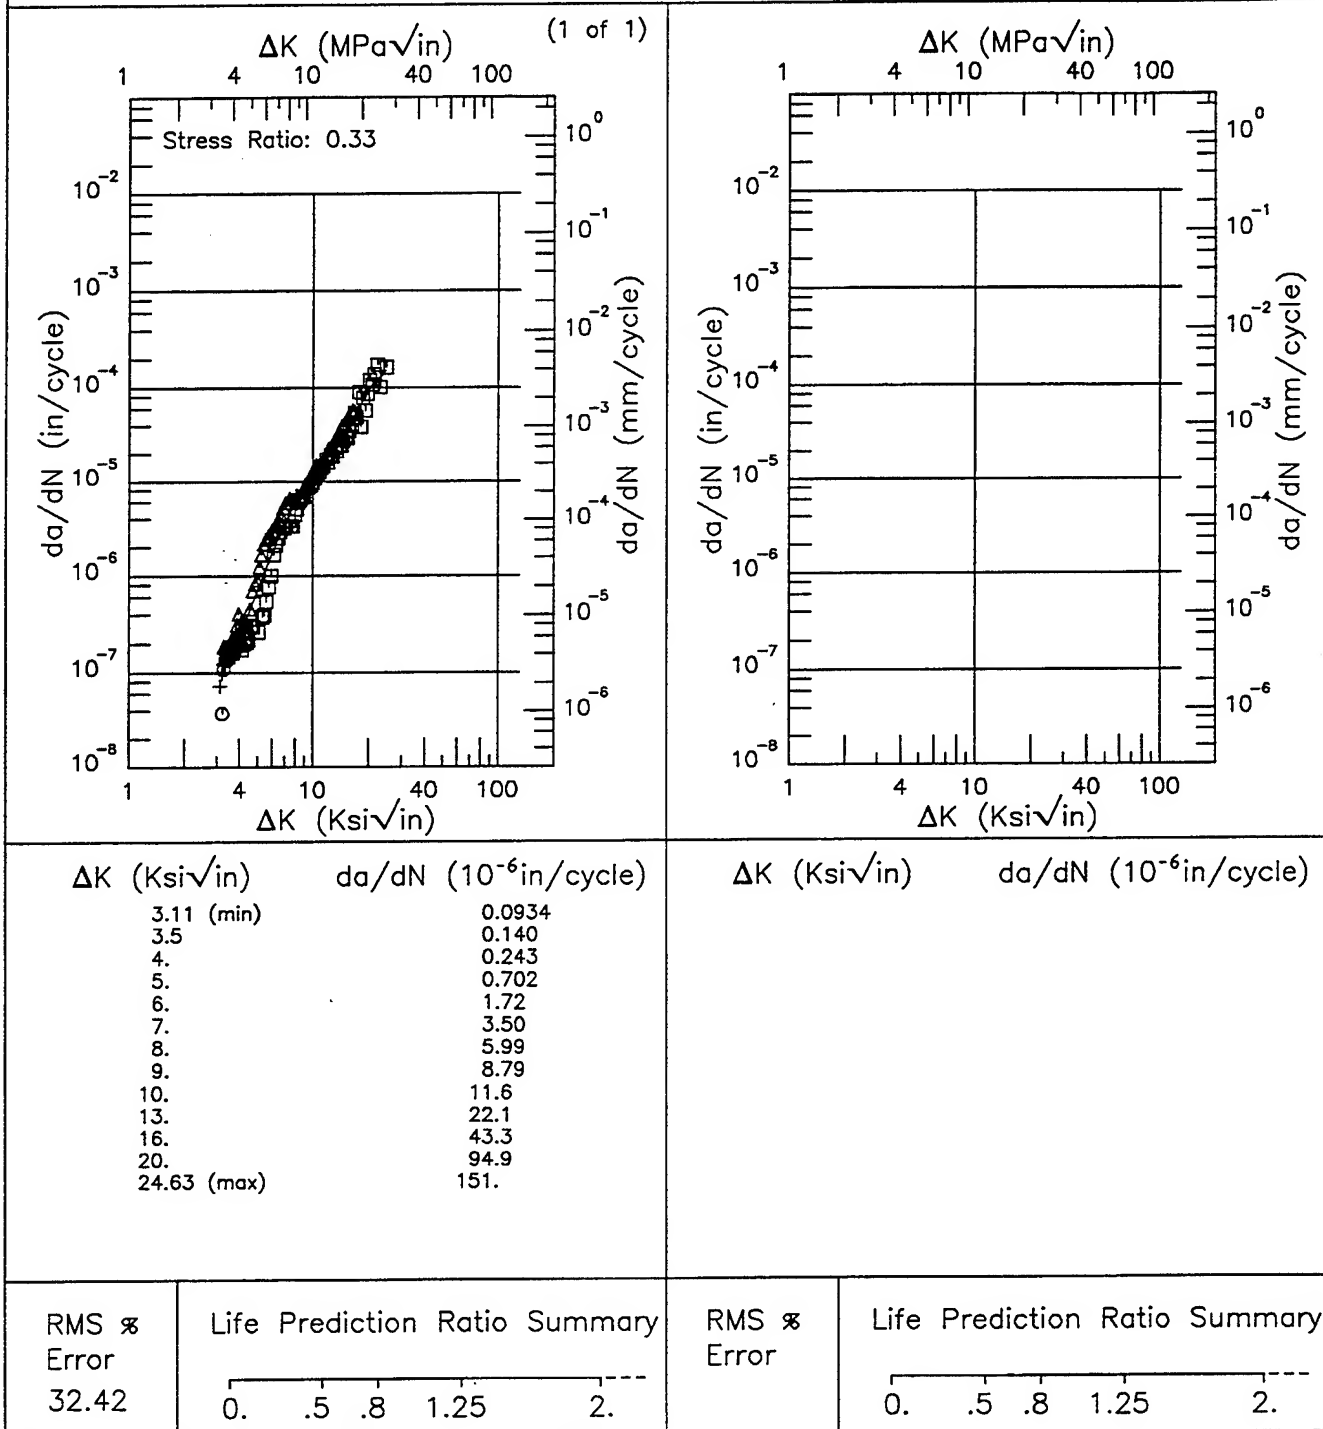 (1 of 1)
ΔK (MPa√in)
1 4 10 40 100
Stress Ratio: 0.33
da/dN (in/cycle)
10⁻²
10⁻³
10⁻⁴
10⁻⁵
10⁻⁶
10⁻⁷
10⁻⁸
10⁰
10⁻¹
10⁻²
10⁻³
10⁻⁴
10⁻⁵
10⁻⁶
da/dN (mm/cycle)
1 4 10 40 100
ΔK (Ksi√in)
ΔK (MPa√in)
1 4 10 40 100
da/dN (in/cycle)
10⁻²
10⁻³
10⁻⁴
10⁻⁵
10⁻⁶
10⁻⁷
10⁻⁸
10⁰
10⁻¹
10⁻²
10⁻³
10⁻⁴
10⁻⁵
10⁻⁶
da/dN (mm/cycle)
1 4 10 40 100
ΔK (Ksi√in)
ΔK (Ksi√in) da/dN (10⁻⁶in/cycle)
3.11 (min) 0.0934
3.5 0.140
4. 0.243
5. 0.702
6. 1.72
7. 3.50
8. 5.99
9. 8.79
10. 11.6
13. 22.1
16. 43.3
20. 94.9
24.63 (max) 151.
ΔK (Ksi√in) da/dN (10⁻⁶in/cycle)
RMS %
Error
32.42
Life Prediction Ratio Summary
0. .5 .8 1.25 2.
RMS %
Error
Life Prediction Ratio Summary
0. .5 .8 1.25 2.